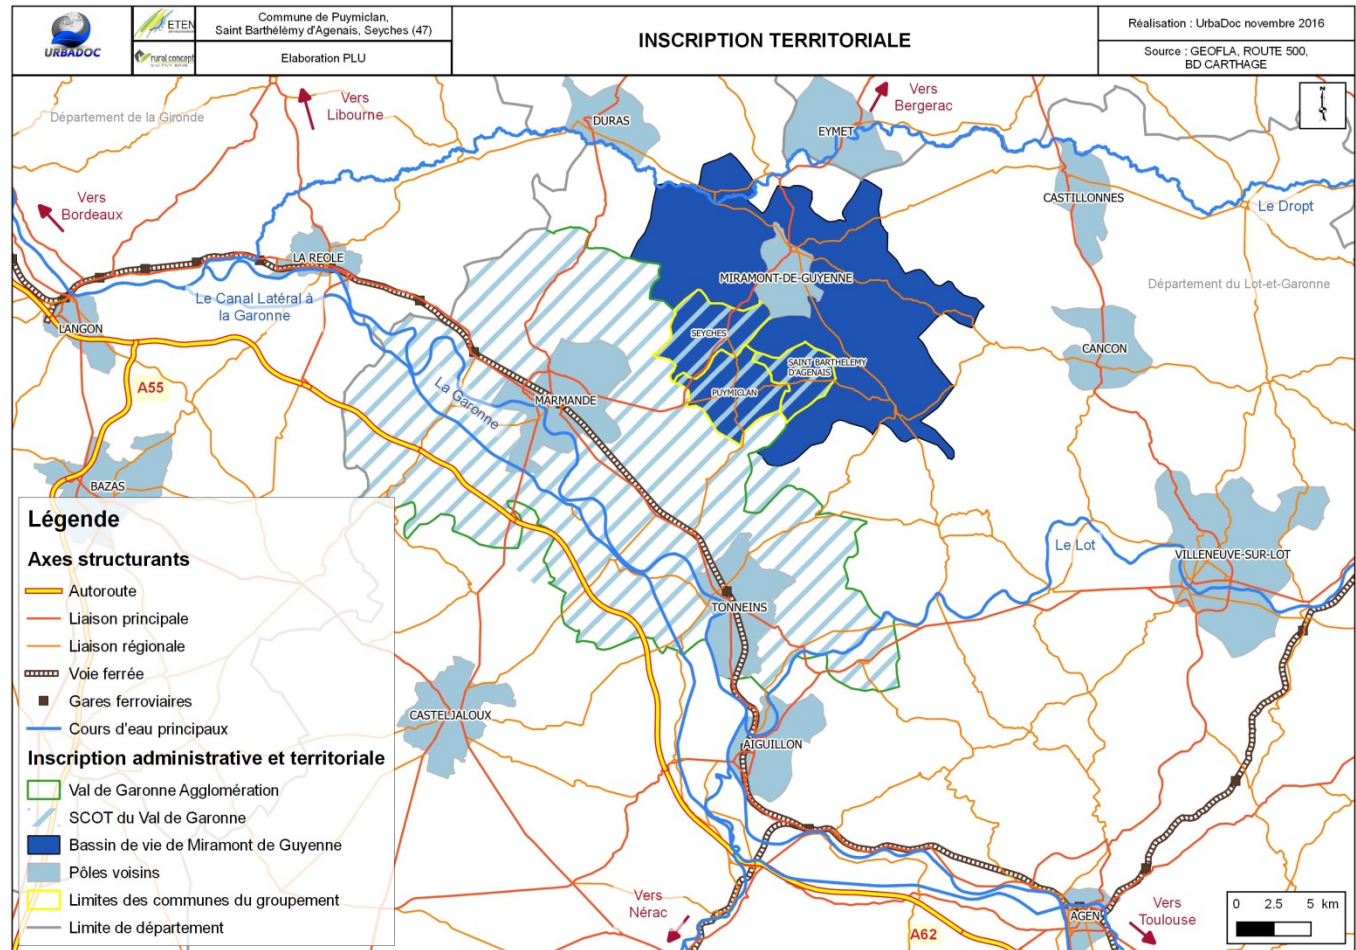 URBADOC
ETEN
rural concept
Commune de Puymiclan,
Saint Barthélémy d'Agenais, Seyches (47)
Elaboration PLU
INSCRIPTION TERRITORIALE
Réalisation : UrbaDoc novembre 2016
Source : GEOFLA, ROUTE 500,
BD CARTHAGE
Département de la Gironde
Vers
Libourne
DURAS
Vers
Bergerac
EYMET
N
Vers
Bordeaux
CASTILLONNES
Le Dropt
LA REOLE
MIRAMONT-DE-GUYENNE
Département du Lot-et-Garonne
Le Canal Latéral à
la Garonne
LANGON
SEYCHES
SAINT BARTHELEMY
D'AGENAIS
CANCON
A55
La Garonne
MARMANDE
PUYMICLAN
BAZAS
Le Lot
VILLENEUVE-SUR-LOT
TONNEINS
CASTELJALOUX
AIGUILLON
Vers
Nérac
A62
AGEN
Vers
Toulouse
0 2.5 5 km
Légende
Axes structurants
Autoroute
Liaison principale
Liaison régionale
Voie ferrée
Gares ferroviaires
Cours d'eau principaux
Inscription administrative et territoriale
Val de Garonne Agglomération
SCOT du Val de Garonne
Bassin de vie de Miramont de Guyenne
Pôles voisins
Limites des communes du groupement
Limite de département